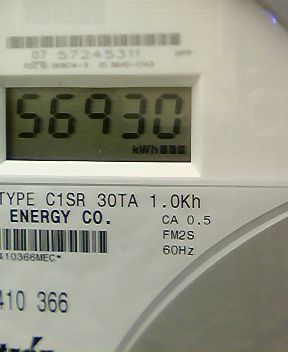 07 57245311
56930
kWh
TYPE C1SR 30TA 1.0Kh
ENERGY CO.
CA 0.5
FM2S
60Hz
410366MEC*
410 366